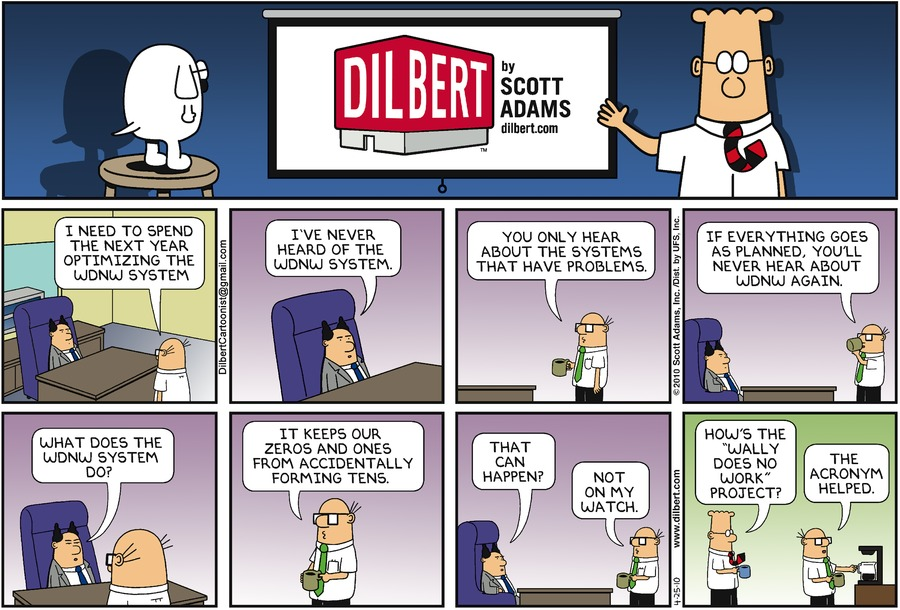 DILBERT
TM
by
SCOTT
ADAMS
dilbert.com
I NEED TO SPEND
THE NEXT YEAR
OPTIMIZING THE
WDNW SYSTEM
DilbertCartoonist@gmail.com
I'VE NEVER
HEARD OF THE
WDNW SYSTEM.
YOU ONLY HEAR
ABOUT THE SYSTEMS
THAT HAVE PROBLEMS.
© 2010 Scott Adams, Inc. /Dist. by UFS, Inc.
IF EVERYTHING GOES
AS PLANNED, YOU'LL
NEVER HEAR ABOUT
WDNW AGAIN.
WHAT DOES THE
WDNW SYSTEM
DO?
IT KEEPS OUR
ZEROS AND ONES
FROM ACCIDENTALLY
FORMING TENS.
THAT
CAN
HAPPEN?
NOT
ON MY
WATCH.
4-25-10 www.dilbert.com
HOW'S THE
"WALLY
DOES NO
WORK"
PROJECT?
THE
ACRONYM
HELPED.